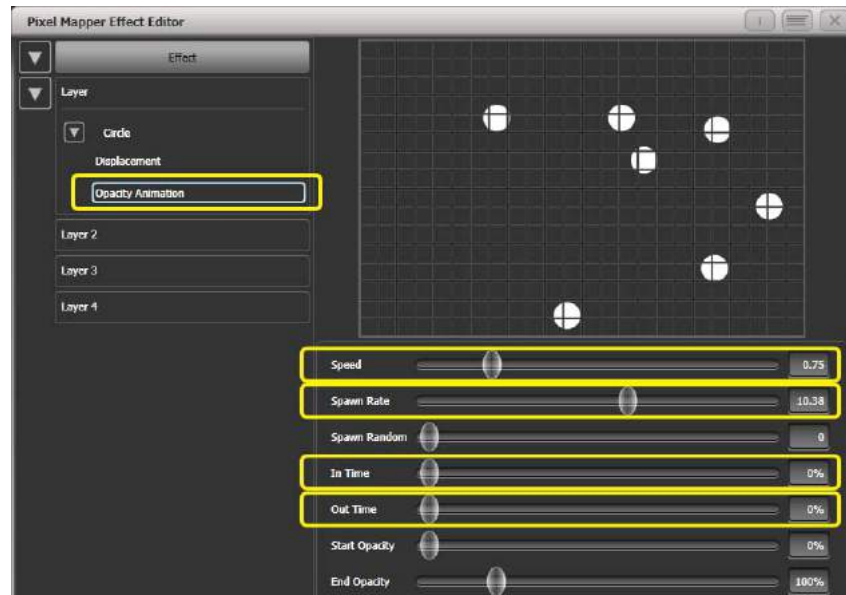 Pixel Mapper Effect Editor
Effect
Layer
Circle
Displacement
Opacity Animation
Layer 2
Layer 3
Layer 4
Speed 0.75
Spawn Rate 10.38
Spawn Random 0
In Time 0%
Out Time 0%
Start Opacity 0%
End Opacity 100%